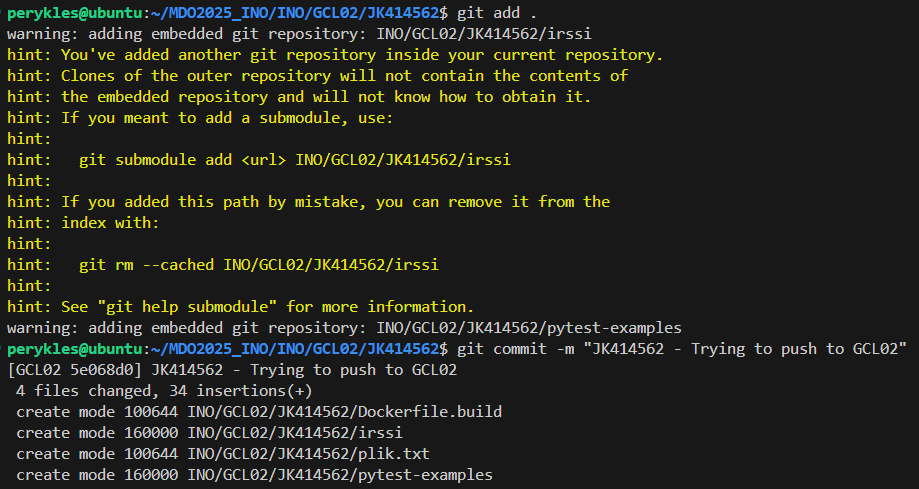 perykles@ubuntu:~/MDO2025_INO/INO/GCL02/JK414562$ git add .
warning: adding embedded git repository: INO/GCL02/JK414562/irssi
hint: You've added another git repository inside your current repository.
hint: Clones of the outer repository will not contain the contents of
hint: the embedded repository and will not know how to obtain it.
hint: If you meant to add a submodule, use:
hint:
hint:   git submodule add <url> INO/GCL02/JK414562/irssi
hint:
hint: If you added this path by mistake, you can remove it from the
hint: index with:
hint:
hint:   git rm --cached INO/GCL02/JK414562/irssi
hint:
hint: See "git help submodule" for more information.
warning: adding embedded git repository: INO/GCL02/JK414562/pytest-examples
perykles@ubuntu:~/MDO2025_INO/INO/GCL02/JK414562$ git commit -m "JK414562 - Trying to push to GCL02"
[GCL02 5e068d0] JK414562 - Trying to push to GCL02
 4 files changed, 34 insertions(+)
 create mode 100644 INO/GCL02/JK414562/Dockerfile.build
 create mode 160000 INO/GCL02/JK414562/irssi
 create mode 100644 INO/GCL02/JK414562/plik.txt
 create mode 160000 INO/GCL02/JK414562/pytest-examples